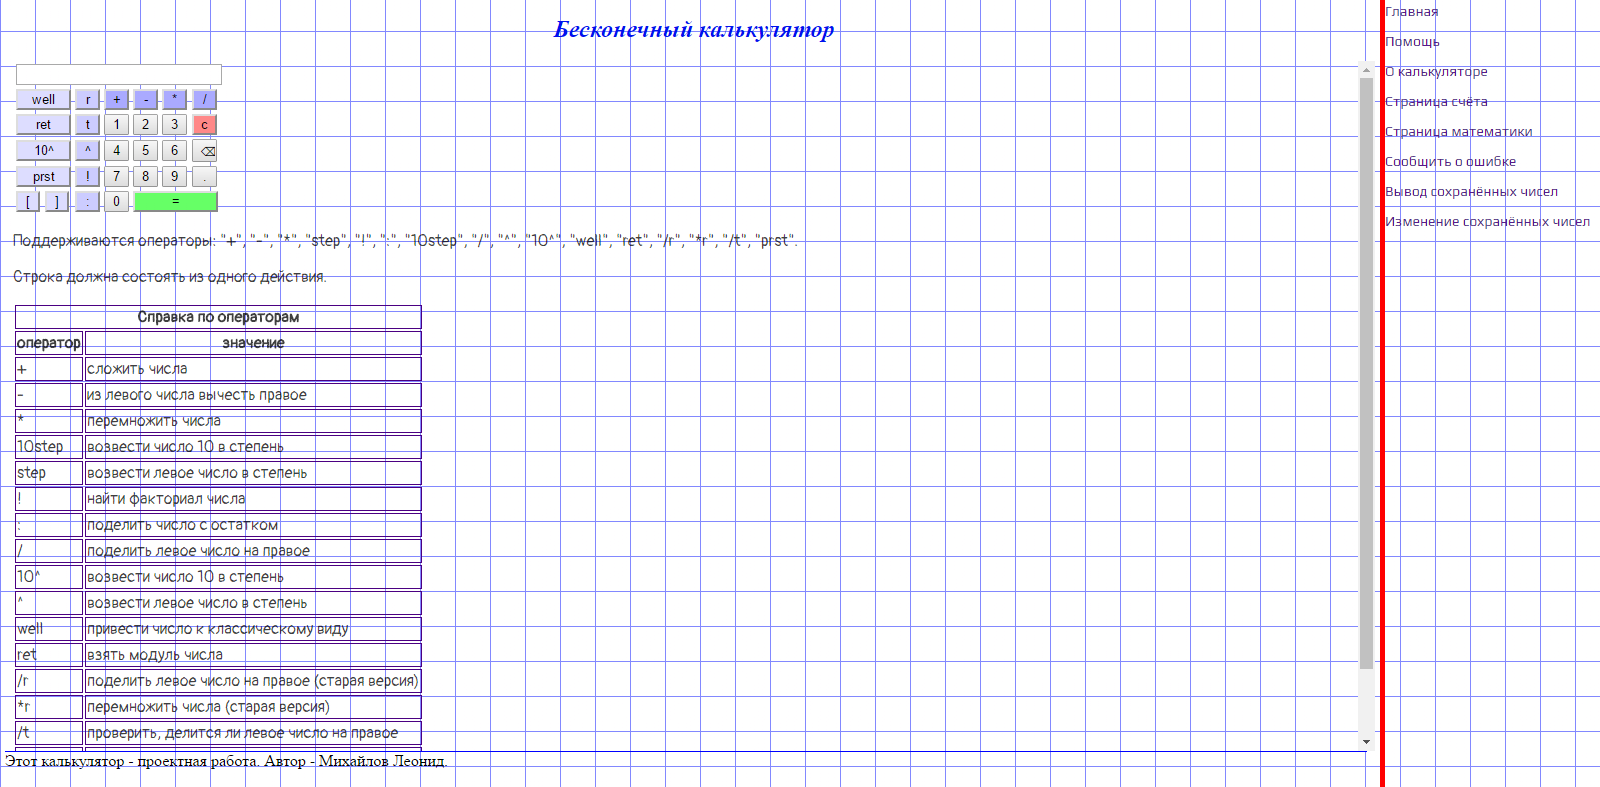 Бесконечный калькулятор
well r + - * /
ret t 1 2 3 c
10^ ^ 4 5 6 ⌫
prst ! 7 8 9 .
[ ] : 0 =
Поддерживаются операторы: "+", "-", "*", "step", "!", ":", "10step", "/", "^", "10^", "well", "ret", "/r", "*r", "/t", "prst".
Строка должна состоять из одного действия.
Справка по операторам
оператор значение
+ сложить числа
- из левого числа вычесть правое
* перемножить числа
10step возвести число 10 в степень
step возвести левое число в степень
! найти факториал числа
: поделить число с остатком
/ поделить левое число на правое
10^ возвести число 10 в степень
^ возвести левое число в степень
well привести число к классическому виду
ret взять модуль числа
/r поделить левое число на правое (старая версия)
*r перемножить числа (старая версия)
/t проверить, делится ли левое число на правое
Этот калькулятор - проектная работа. Автор - Михайлов Леонид.
Главная
Помощь
О калькуляторе
Страница счёта
Страница математики
Сообщить о ошибке
Вывод сохранённых чисел
Изменение сохранённых чисел